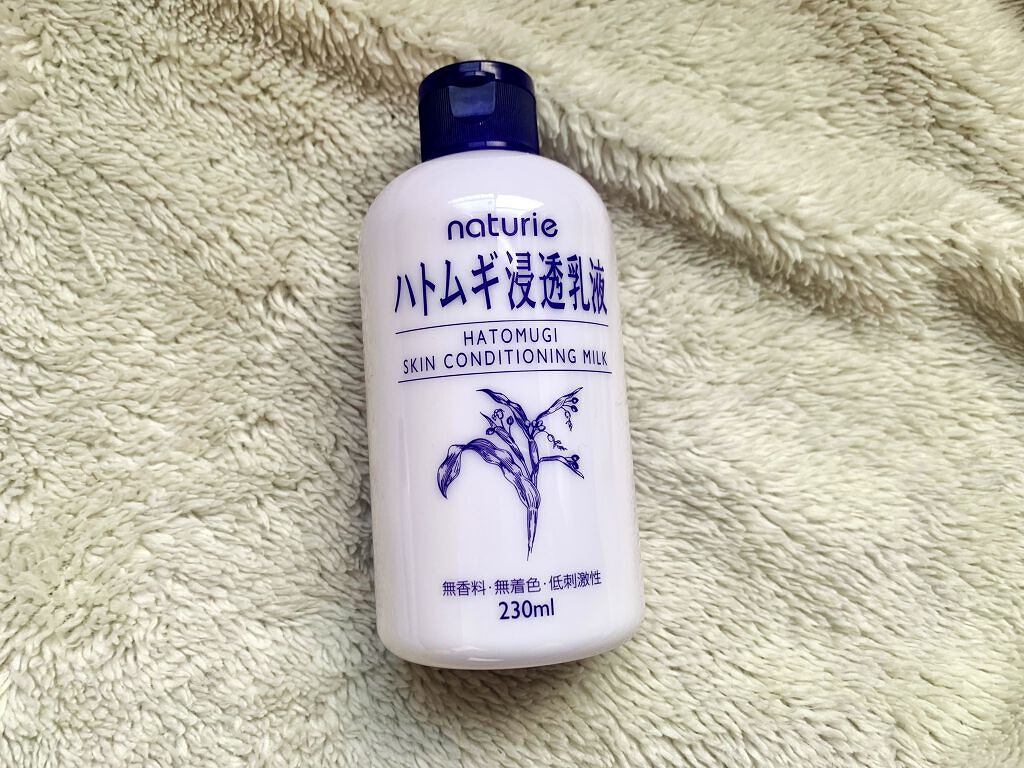 naturie
ハトムギ浸透乳液
HATOMUGI
SKIN CONDITIONING MILK
無香料・無着色・低刺激性
230ml